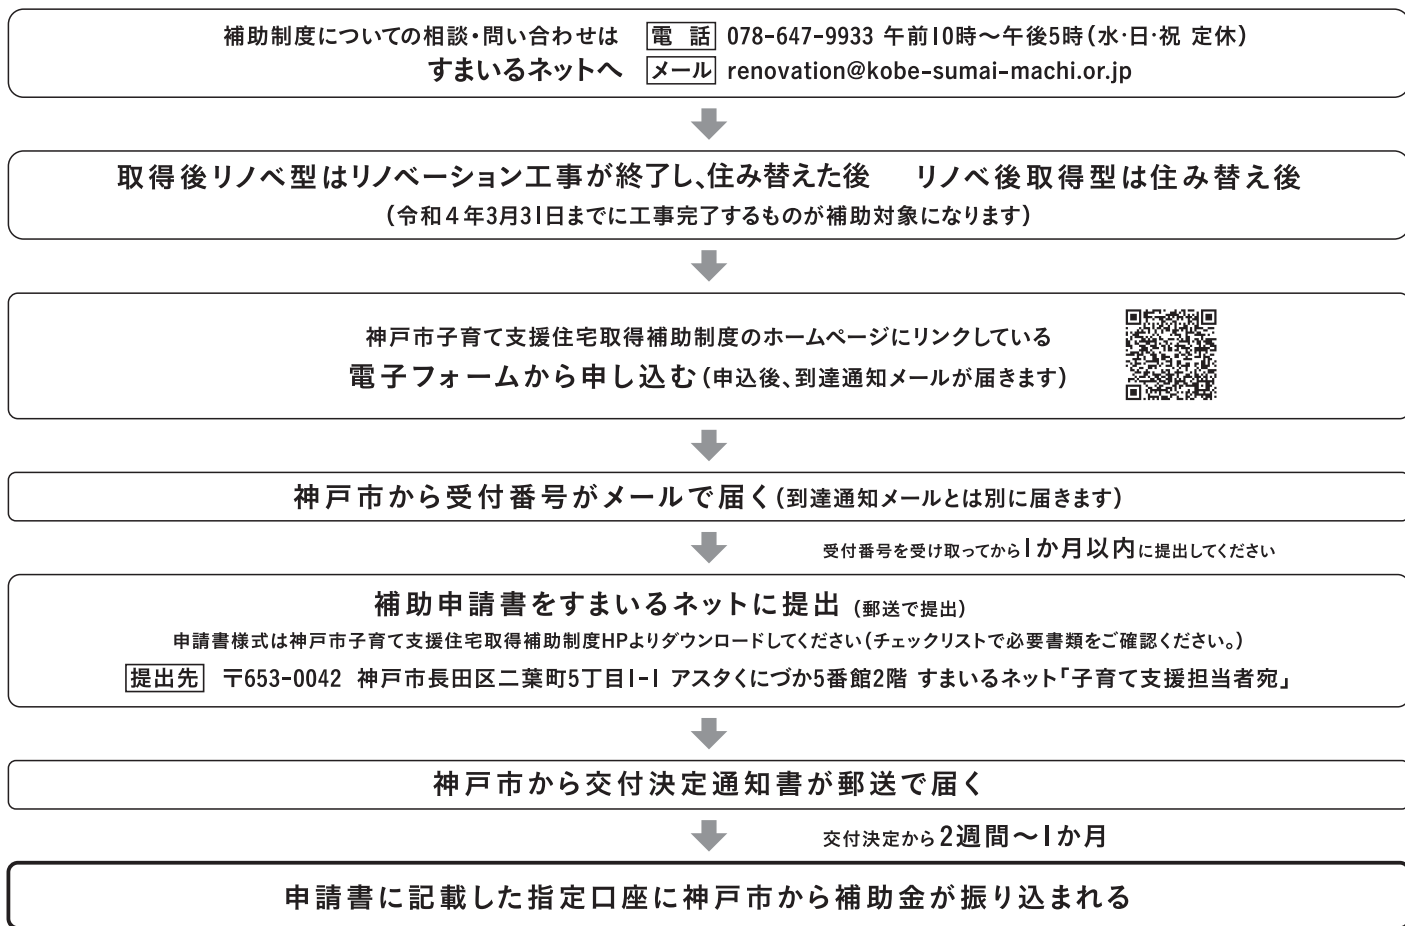 補助制度についての相談・問い合わせは 電話 078-647-9933 午前10時～午後5時(水・日・祝 定休)
すまいるネットへ メール renovation@kobe-sumai-machi.or.jp
取得後リノベ型はリノベーション工事が終了し、住み替えた後 リノベ後取得型は住み替え後
(令和4年3月31日までに工事完了するものが補助対象になります)
神戸市子育て支援住宅取得補助制度のホームページにリンクしている
電子フォームから申し込む(申込後、到達通知メールが届きます)
神戸市から受付番号がメールで届く(到達通知メールとは別に届きます)
受付番号を受け取ってから1か月以内に提出してください
補助申請書をすまいるネットに提出 (郵送で提出)
申請書様式は神戸市子育て支援住宅取得補助制度HPよりダウンロードしてください(チェックリストで必要書類をご確認ください。)
提出先 〒653-0042 神戸市長田区二葉町5丁目1-1 アスタくにづか5番館2階 すまいるネット「子育て支援担当者宛」
神戸市から交付決定通知書が郵送で届く
交付決定から2週間～1か月
申請書に記載した指定口座に神戸市から補助金が振り込まれる